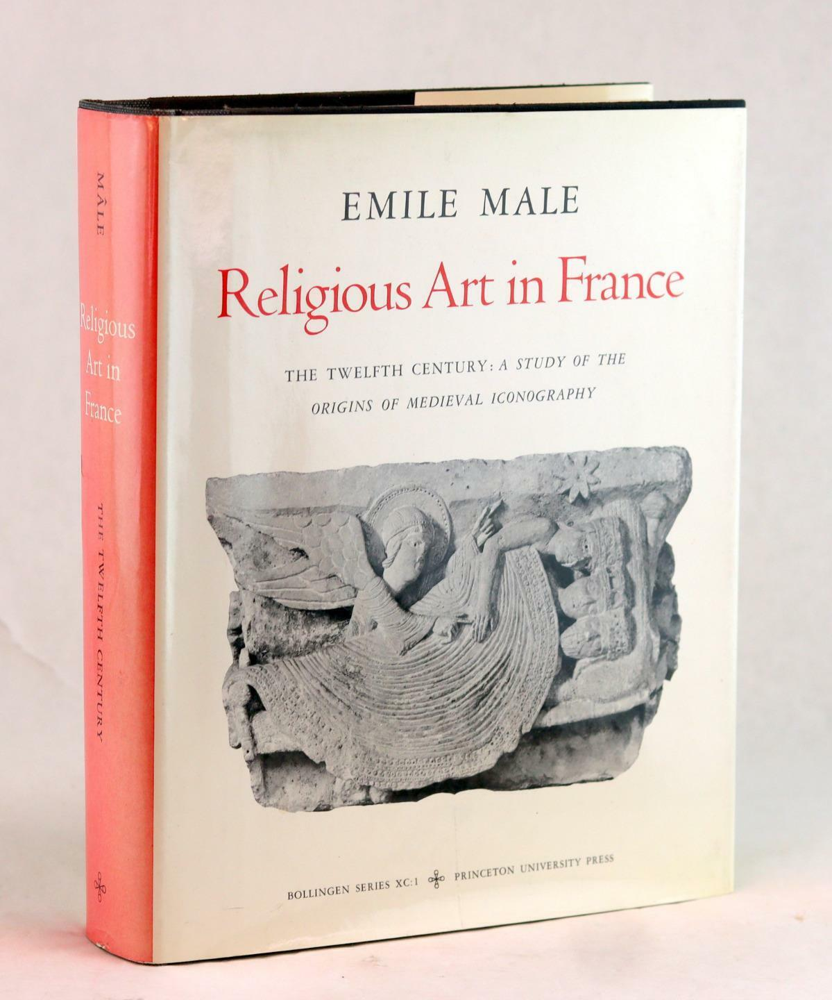 MÂLE
Religious
Art in
France
THE TWELFTH CENTURY
EMILE MALE
Religious Art in France
THE TWELFTH CENTURY: A STUDY OF THE
ORIGINS OF MEDIEVAL ICONOGRAPHY
BOLLINGEN SERIES XC:1 PRINCETON UNIVERSITY PRESS